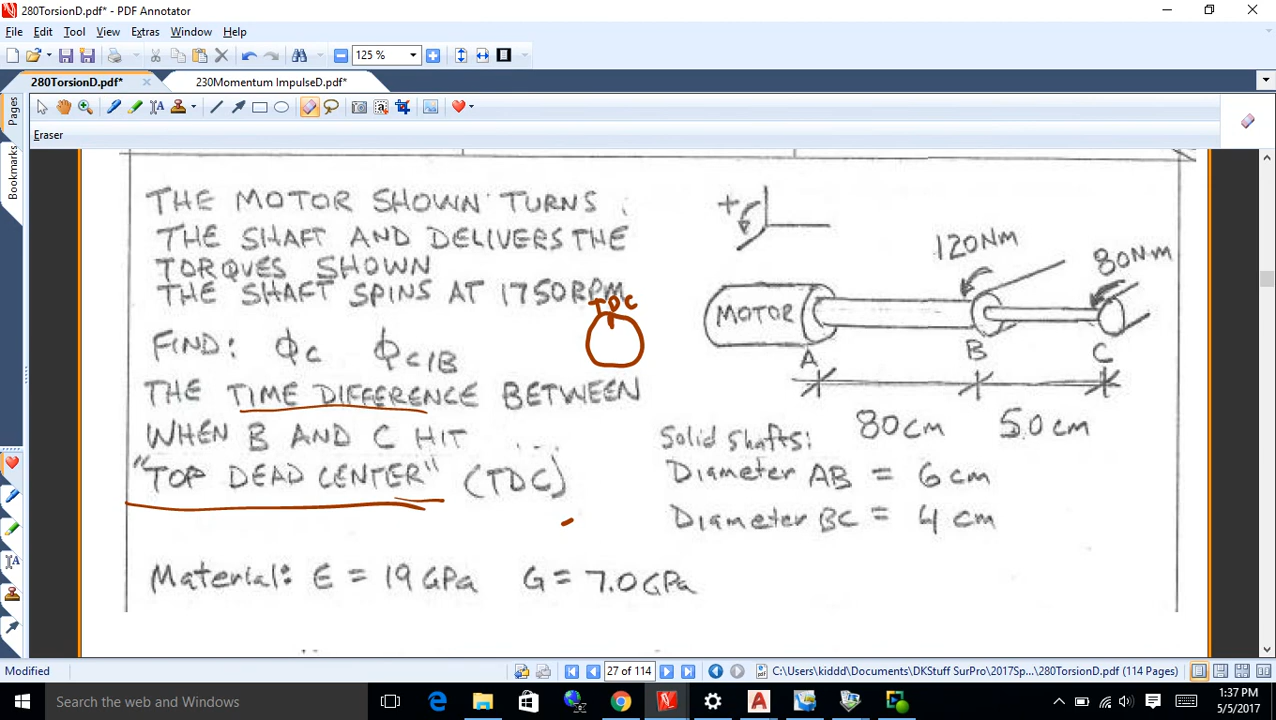 280TorsionD.pdf* - PDF Annotator
File Edit Tool View Extras Window Help
125 %
280TorsionD.pdf* 230Momentum ImpulseD.pdf*
Eraser
Pages
Bookmarks
THE MOTOR SHOWN TURNS
THE SHAFT AND DELIVERS THE
TORQUES SHOWN
THE SHAFT SPINS AT 1750RPM
TDC
FIND: ϕC ϕC/B
THE TIME DIFFERENCE BETWEEN
WHEN B AND C HIT
"TOP DEAD CENTER" (TDC)
Material: E = 19 GPa G = 7.0 GPa
+
120NM
80NM
MOTOR
A B C
80cm 50cm
Solid shafts:
Diameter AB = 6 cm
Diameter BC = 4 cm
Modified
27 of 114
C:\Users\kiddd\Documents\DKStuff SurPro\2017Sp...\280TorsionD.pdf (114 Pages)
Search the web and Windows
1:37 PM
5/5/2017